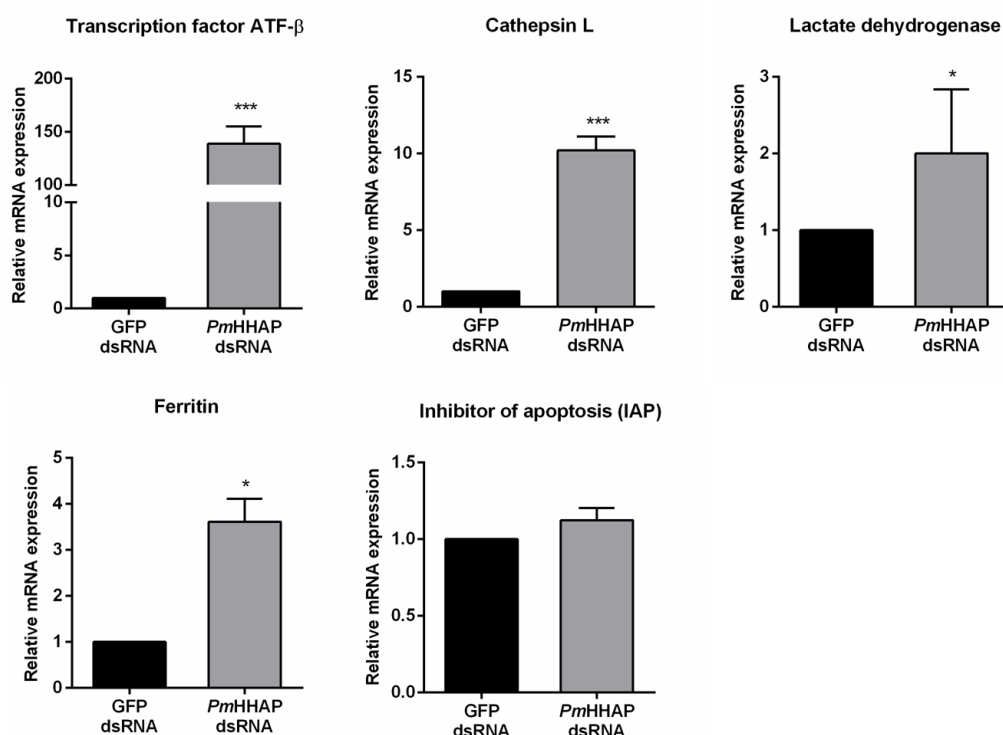 Transcription factor ATF-β
Relative mRNA expression
200
150
100
10
5
0
***
GFP
dsRNA
PmHHAP
dsRNA
Cathepsin L
Relative mRNA expression
15
10
5
0
***
GFP
dsRNA
PmHHAP
dsRNA
Lactate dehydrogenase
Relative mRNA expression
3
2
1
0
*
GFP
dsRNA
PmHHAP
dsRNA
Ferritin
Relative mRNA expression
5
4
3
2
1
0
*
GFP
dsRNA
PmHHAP
dsRNA
Inhibitor of apoptosis (IAP)
Relative mRNA expression
1.5
1.0
0.5
0.0
GFP
dsRNA
PmHHAP
dsRNA